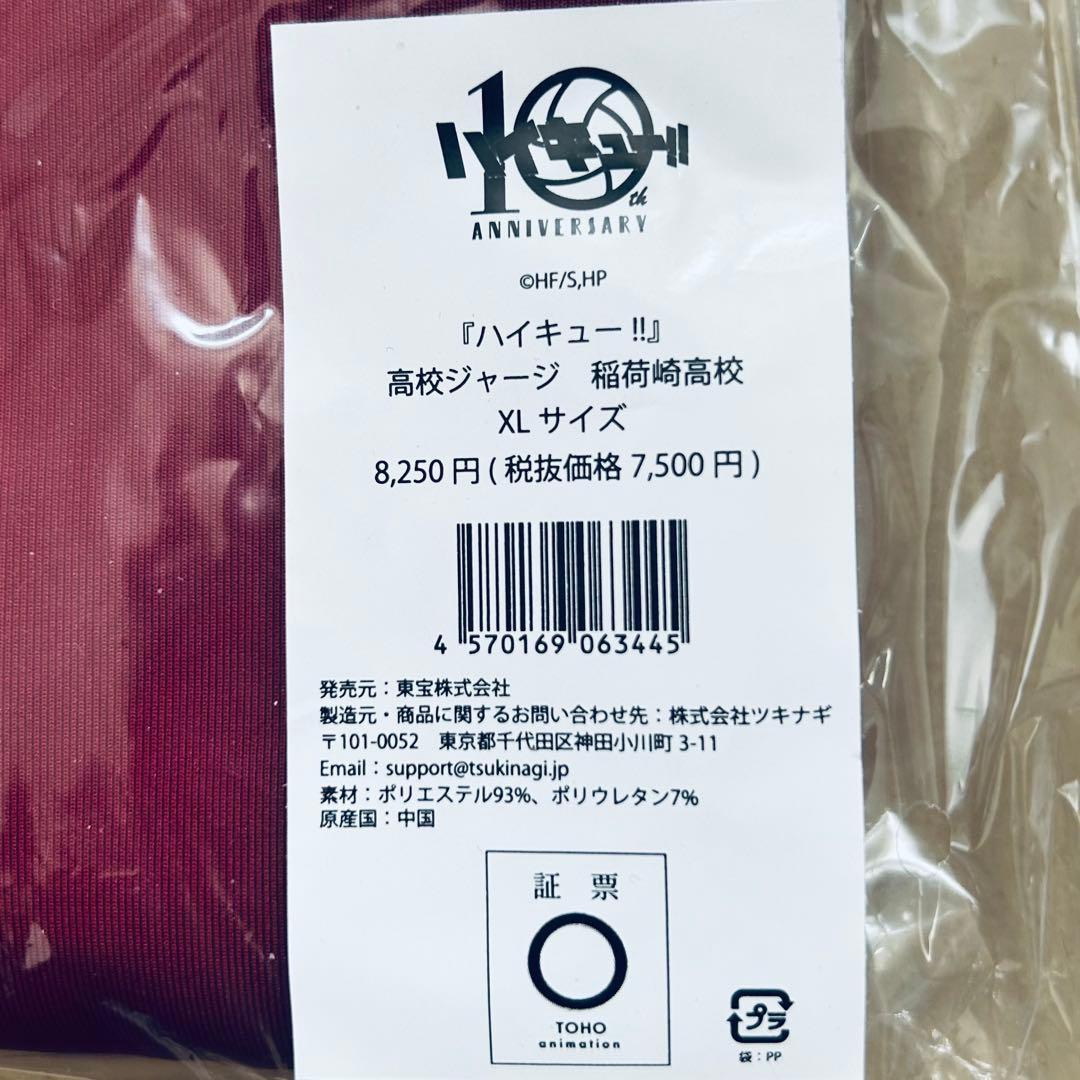 10th
ハイキュー!!
ANNIVERSARY
©HF/S,HP
『ハイキュー!!』
高校ジャージ　稲荷崎高校
XLサイズ
8,250円(税抜価格7,500円)
4 570169 063445
発売元：東宝株式会社
製造元・商品に関するお問い合わせ先：株式会社ツキナギ
〒101-0052　東京都千代田区神田小川町3-11
Email：support@tsukinagi.jp
素材：ポリエステル93%、ポリウレタン7%
原産国：中国
証 票
TOHO
animation
プラ
袋：PP